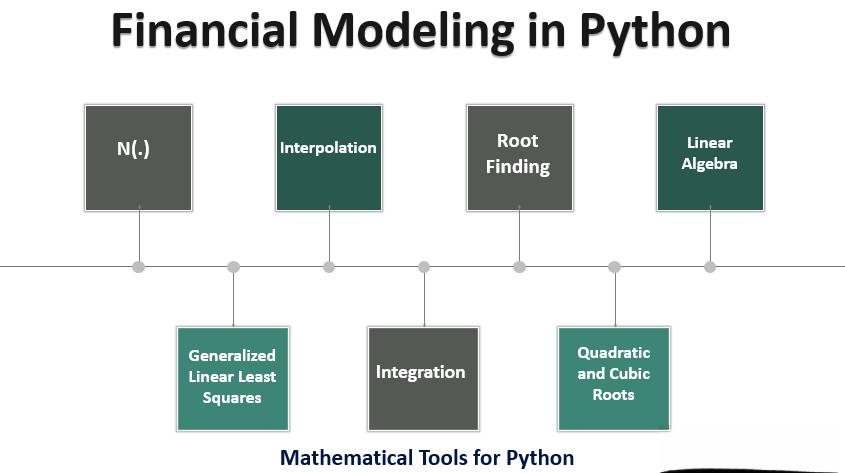 Financial Modeling in Python
N(.)
Interpolation
Root
Finding
Linear
Algebra
Generalized
Linear Least
Squares
Integration
Quadratic
and Cubic
Roots
Mathematical Tools for Python